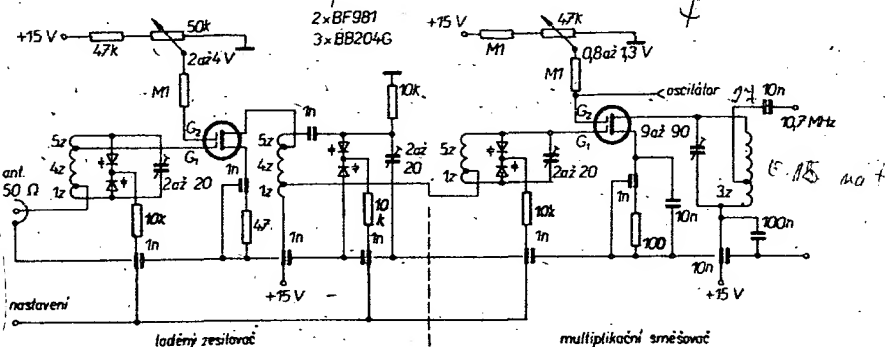 +15 V
47k
50k
2až4 V
M1
G2
G1
5z
4z
1z
ant.
50 Ω
2až 20
10k
1n
1n
47
1n
5z
4z
1z
1n
+15 V
10k
2až
20
10
k
1n
nastavení
laděný zesilovač
2×BF981
3×BB204G
+15 V
M1
47k
0,8až 1,3 V
M1
oscilátor
G2
G1
5z
4z
1z
2až 20
10k
1n
9až 90
1n
100
10n
3z
10n
10,7 MHz
100n
10n
+15 V
multiplikační směšovač